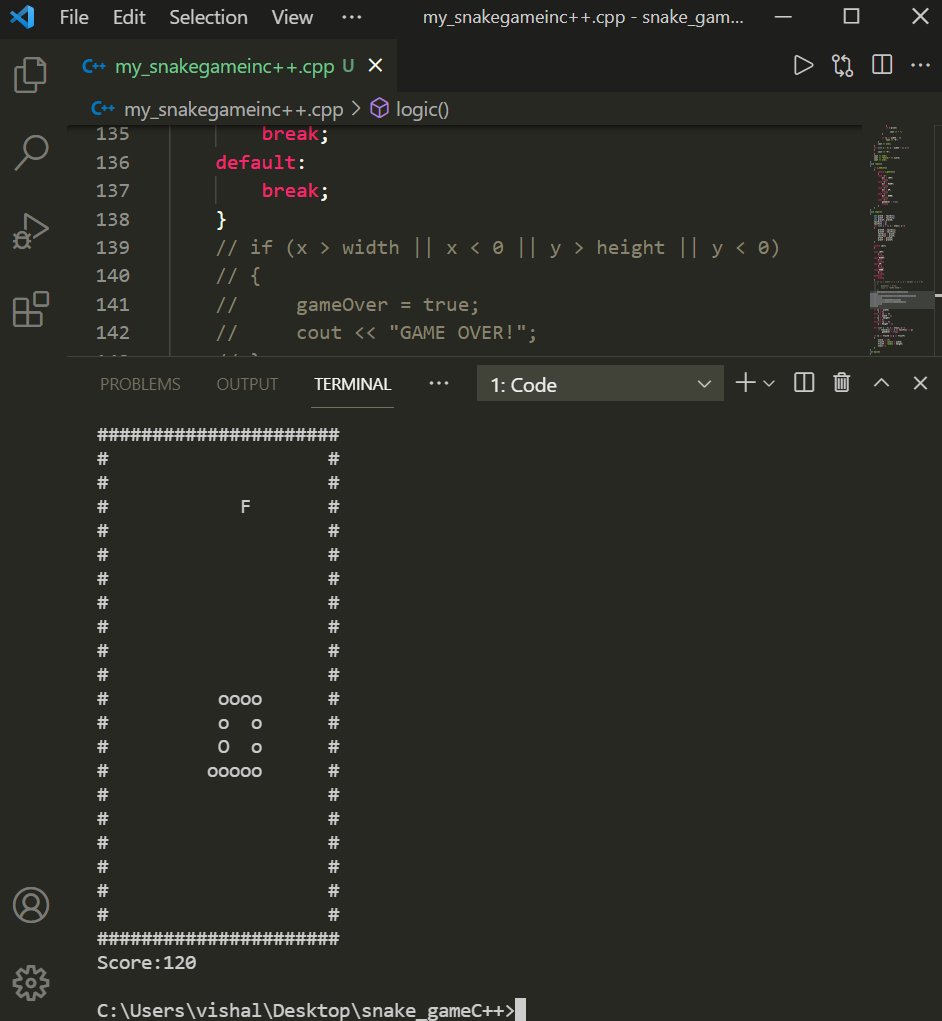 File Edit Selection View ··· my_snakegameinc++.cpp - snake_gam...
C++ my_snakegameinc++.cpp U
C++ my_snakegameinc++.cpp > logic()
135 break;
136 default:
137 break;
138 }
139 // if (x > width || x < 0 || y > height || y < 0)
140 // {
141 //     gameOver = true;
142 //     cout << "GAME OVER!";
PROBLEMS OUTPUT TERMINAL ··· 1: Code
######################
#                    #
#                    #
#            F       #
#                    #
#                    #
#                    #
#                    #
#                    #
#                    #
#                    #
#          oooo      #
#          o  o      #
#          O  o      #
#         ooooo      #
#                    #
#                    #
#                    #
#                    #
#                    #
#                    #
######################
Score:120
C:\Users\vishal\Desktop\snake_gameC++>